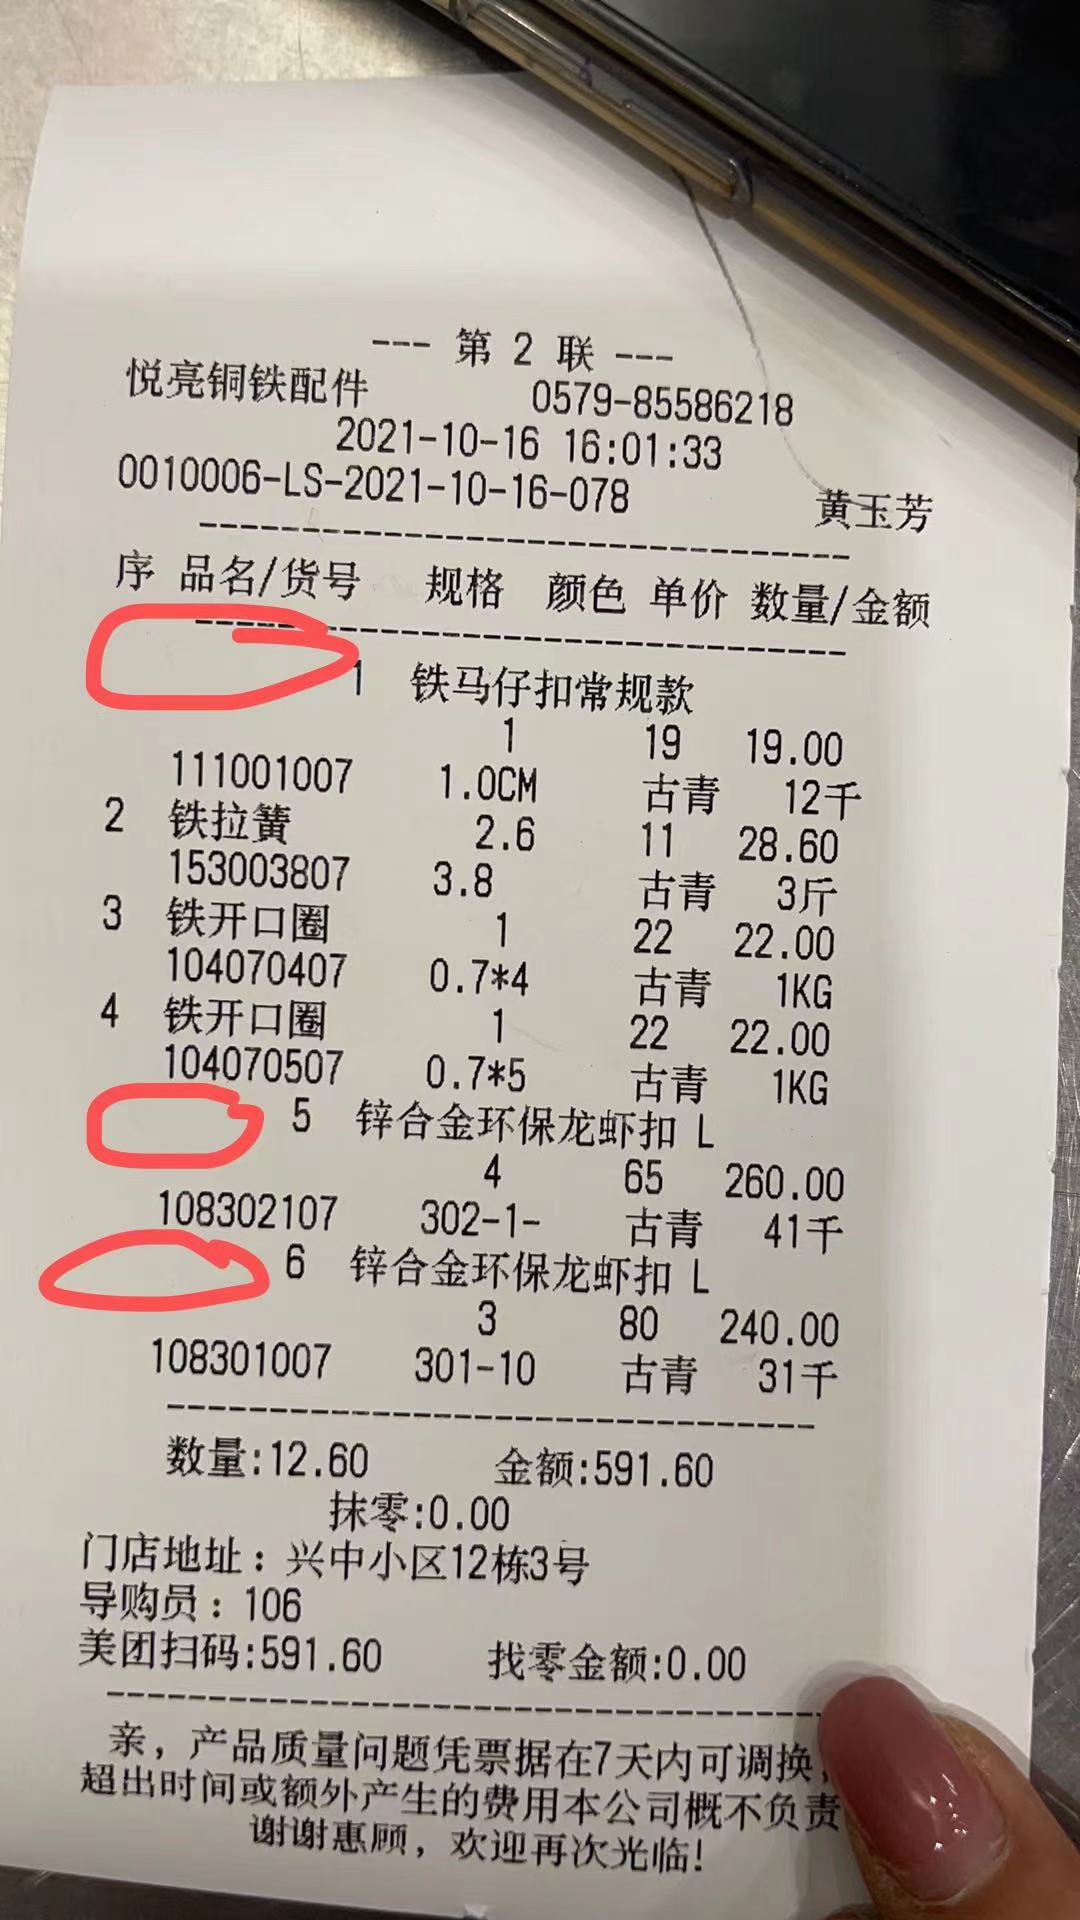 --- 第 2 联 ---
悦亮铜铁配件 0579-85586218
2021-10-16 16:01:33
0010006-LS-2021-10-16-078 黄玉芳
序 品名/货号 规格 颜色 单价 数量/金额
1 铁马仔扣常规款
1 19 19.00
111001007 1.0CM 古青 12千
2 铁拉簧 2.6 11 28.60
153003807 3.8 古青 3斤
3 铁开口圈 1 22 22.00
104070407 0.7*4 古青 1KG
4 铁开口圈 1 22 22.00
104070507 0.7*5 古青 1KG
5 锌合金环保龙虾扣 L
4 65 260.00
108302107 302-1- 古青 41千
6 锌合金环保龙虾扣 L
3 80 240.00
108301007 301-10 古青 31千
数量:12.60 金额:591.60
抹零:0.00
门店地址：兴中小区12栋3号
导购员：106
美团扫码:591.60 找零金额:0.00
亲，产品质量问题凭票据在7天内可调换，
超出时间或额外产生的费用本公司概不负责
谢谢惠顾，欢迎再次光临!